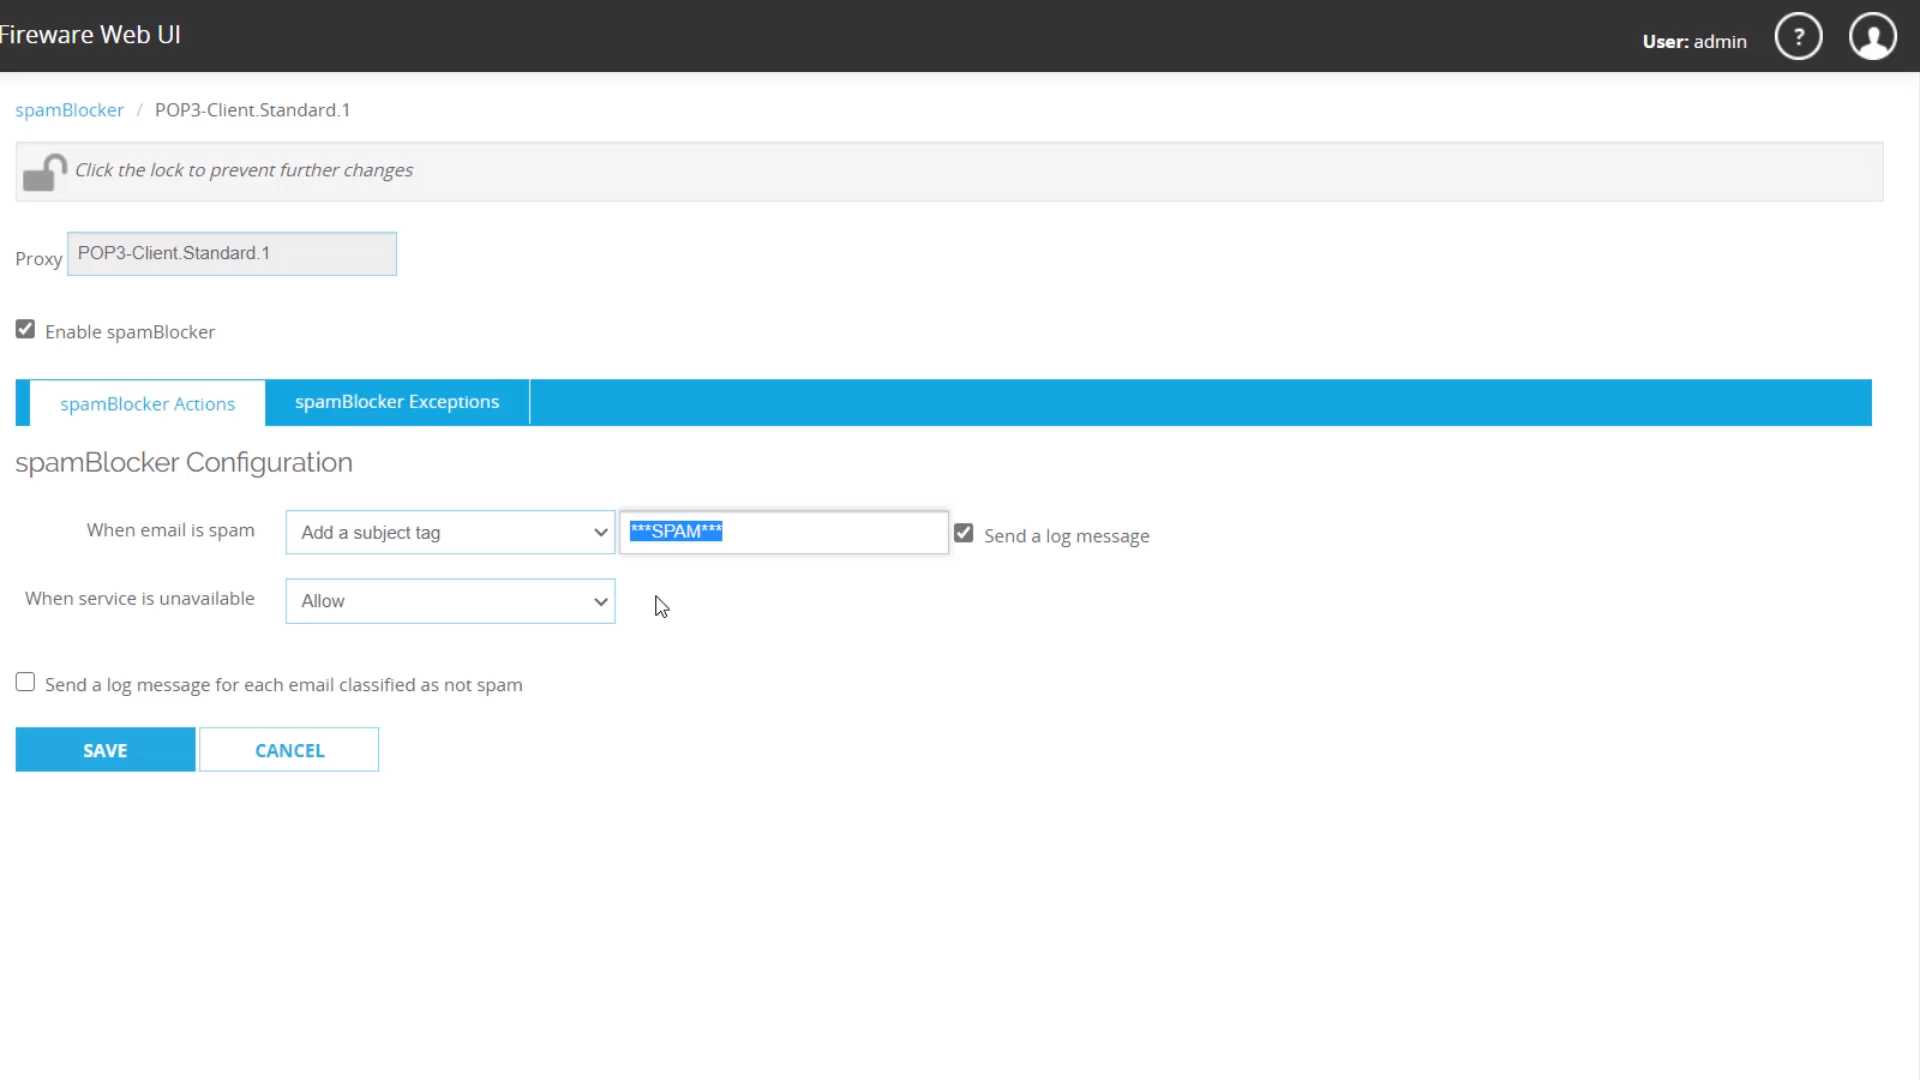 Fireware Web UI
User: admin
?
spamBlocker / POP3-Client.Standard.1
Click the lock to prevent further changes
Proxy POP3-Client.Standard.1
Enable spamBlocker
spamBlocker Actions spamBlocker Exceptions
spamBlocker Configuration
When email is spam Add a subject tag ***SPAM*** Send a log message
When service is unavailable Allow
Send a log message for each email classified as not spam
SAVE CANCEL